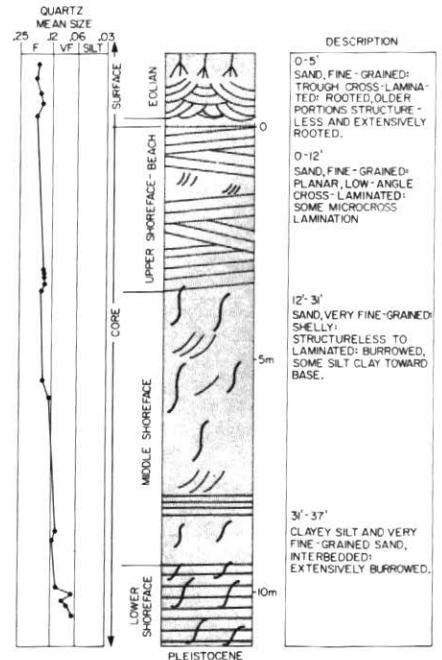 QUARTZ
MEAN SIZE
.25 .12 .06 .03
F VF SILT
SURFACE
CORE
EOLIAN
UPPER SHOREFACE-BEACH
MIDDLE SHOREFACE
LOWER
SHOREFACE
0
5m
10m
PLEISTOCENE
DESCRIPTION
0-5'
SAND, FINE-GRAINED:
TROUGH CROSS-LAMINA-
TED: ROOTED, OLDER
PORTIONS STRUCTURE-
LESS AND EXTENSIVELY
ROOTED.
0-12'
SAND, FINE-GRAINED:
PLANAR, LOW-ANGLE
CROSS-LAMINATED:
SOME MICROCROSS
LAMINATION
12'-31'
SAND, VERY FINE-GRAINED:
SHELLY:
STRUCTURELESS TO
LAMINATED: BURROWED,
SOME SILT CLAY TOWARD
BASE.
31'-37'
CLAYEY SILT AND VERY
FINE-GRAINED SAND,
INTERBEDDED:
EXTENSIVELY BURROWED.